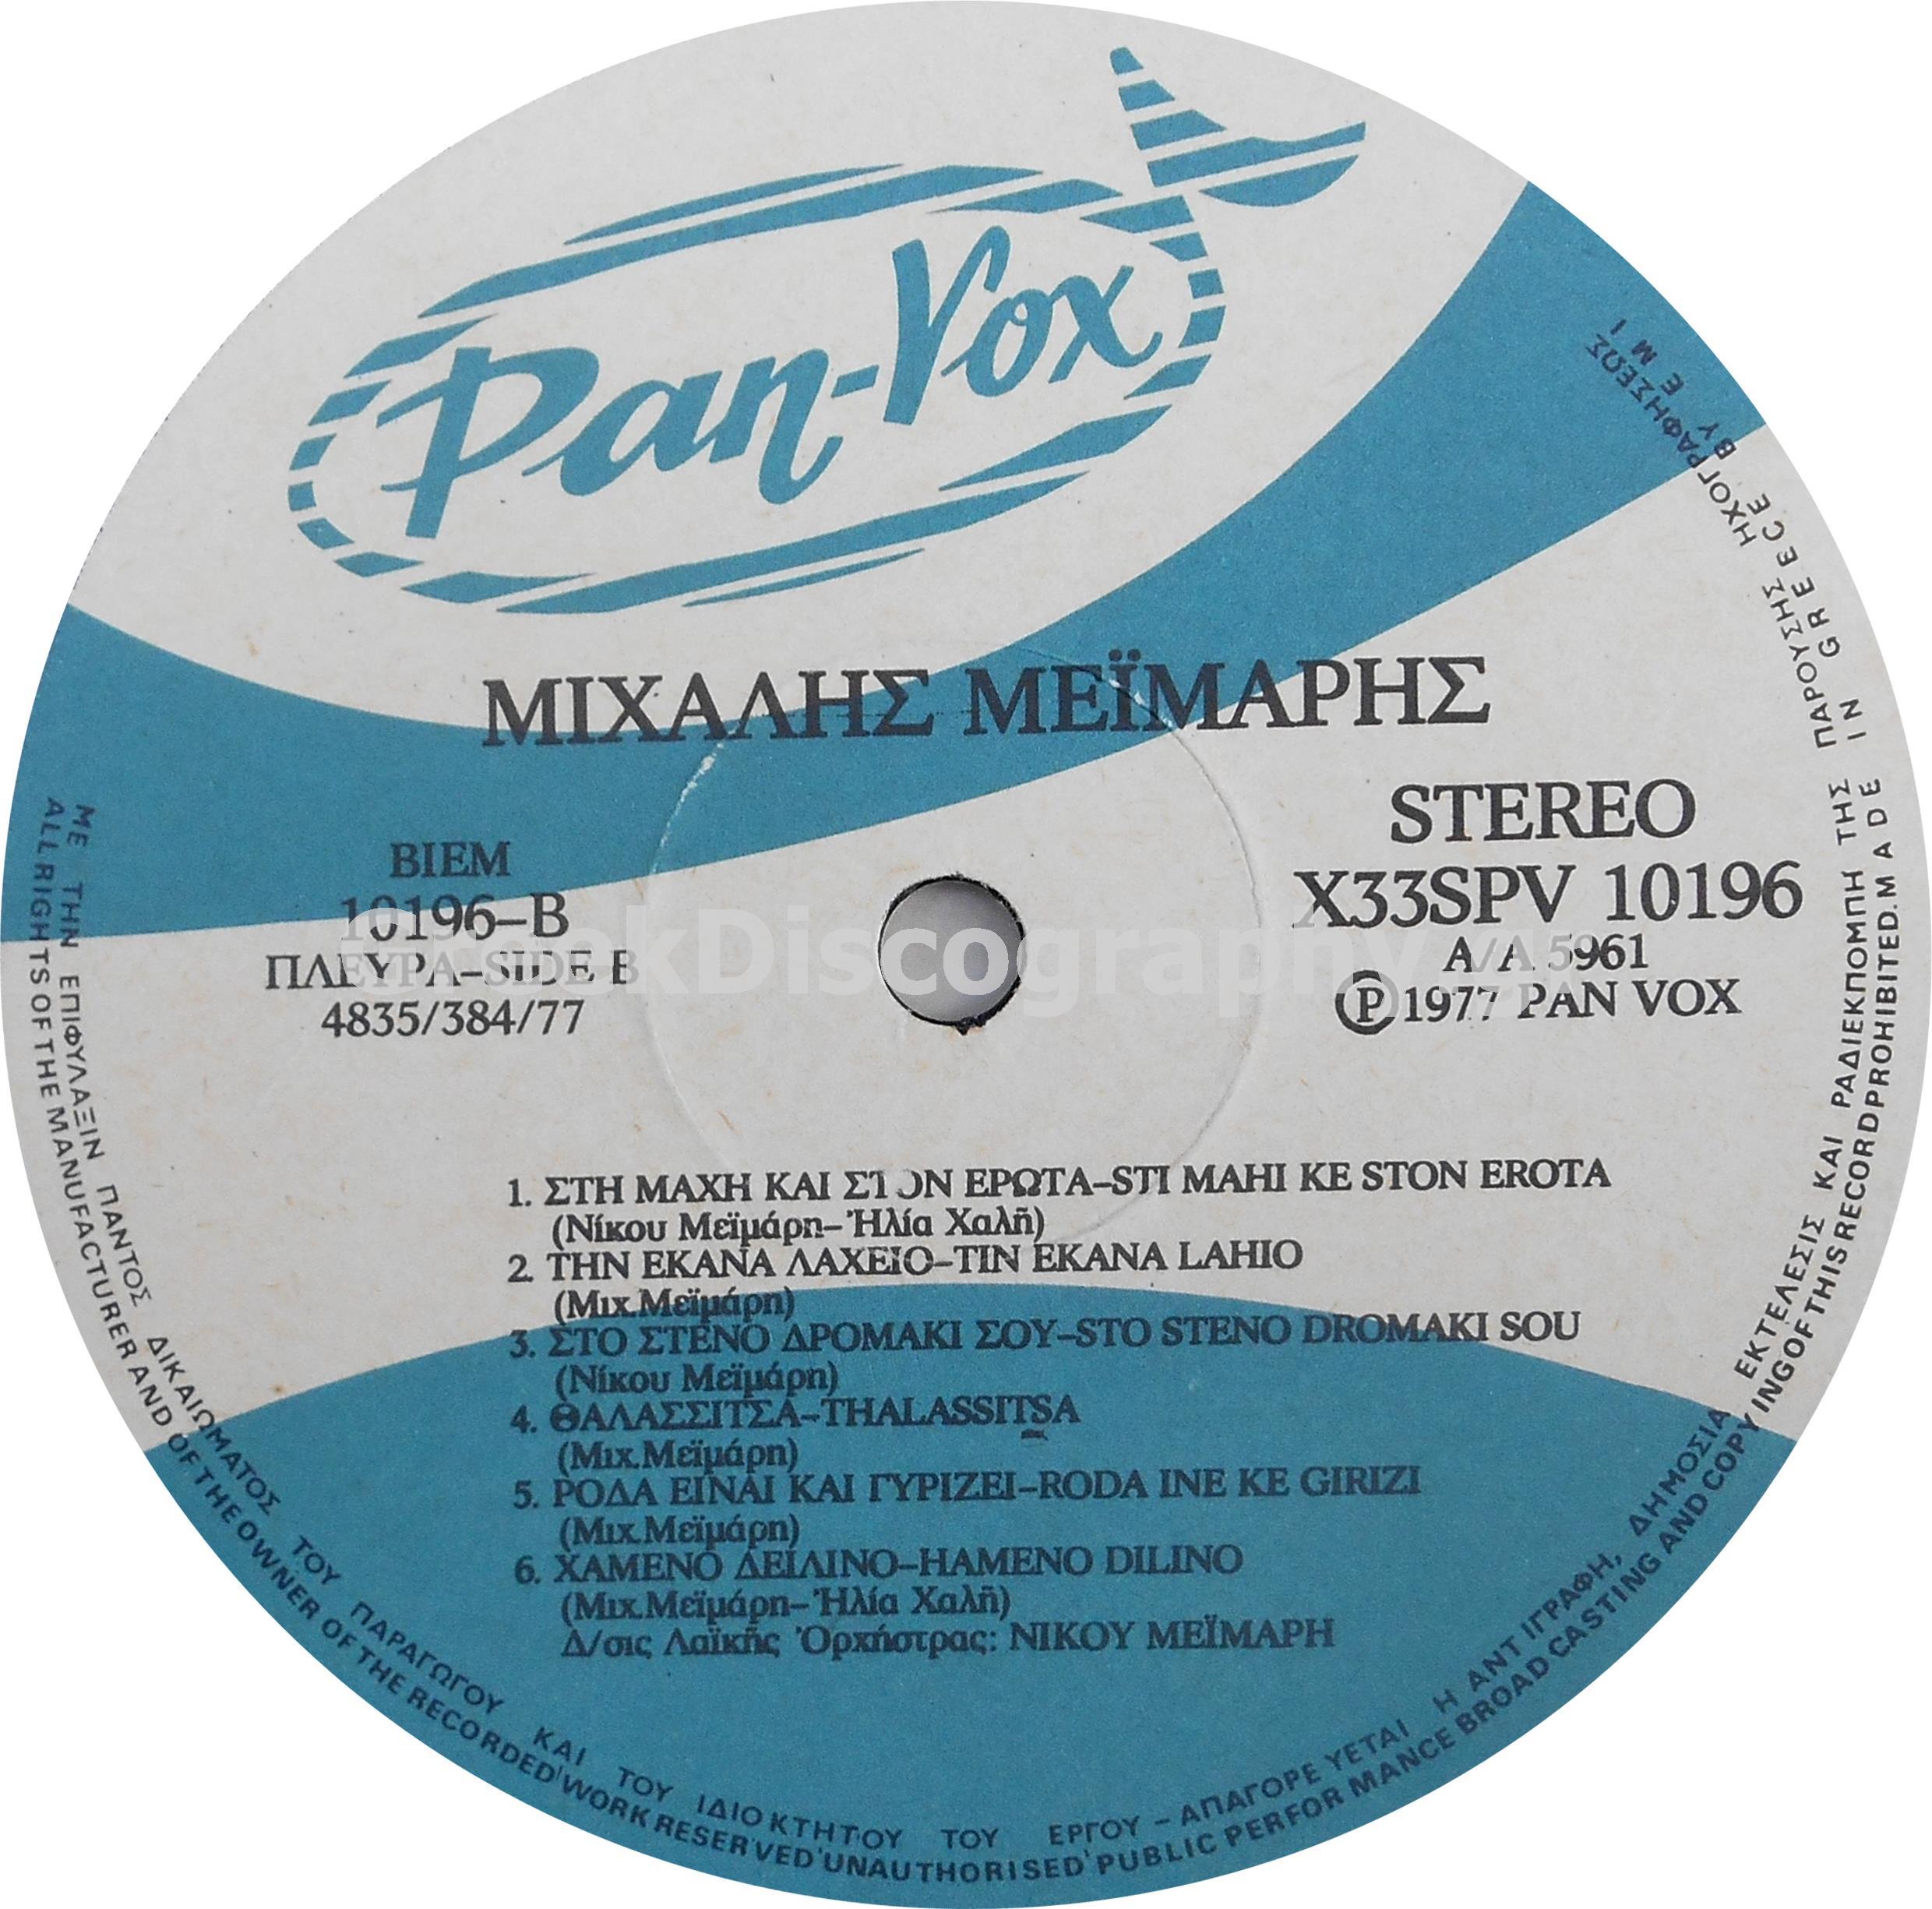 Pan-Vox
ΜΙΧΑΛΗΣ ΜΕΪΜΑΡΗΣ
BIEM
10196–B
ΠΛΕΥΡΑ–SIDE B
4835/384/77
STEREO
X33SPV 10196
A/A 5961
Ⓟ 1977 PAN VOX
GreekDiscography.gr
1. ΣΤΗ ΜΑΧΗ ΚΑΙ ΣΤΟΝ ΕΡΩΤΑ–STI MAHI KE STON EROTA
(Νίκου Μεϊμάρη–Ἠλία Χαλῆ)
2. ΤΗΝ ΕΚΑΝΑ ΛΑΧΕΙΟ–TIN EKANA LAHIO
(Μιχ.Μεϊμάρη)
3. ΣΤΟ ΣΤΕΝΟ ΔΡΟΜΑΚΙ ΣΟΥ–STO STENO DROMAKI SOU
(Νίκου Μεϊμάρη)
4. ΘΑΛΑΣΣΙΤΣΑ–THALASSITSA
(Μιχ.Μεϊμάρη)
5. ΡΟΔΑ ΕΙΝΑΙ ΚΑΙ ΓΥΡΙΖΕΙ–RODA INE KE GIRIZI
(Μιχ.Μεϊμάρη)
6. ΧΑΜΕΝΟ ΔΕΙΛΙΝΟ–HAMENO DILINO
(Μιχ.Μεϊμάρη–Ἠλία Χαλῆ)
Δ/σις Λαϊκῆς Ὀρχήστρας: ΝΙΚΟΥ ΜΕΪΜΑΡΗ
ΜΕ ΤΗΝ ΕΠΙΦΥΛΑΞΙΝ ΠΑΝΤΟΣ ΔΙΚΑΙΩΜΑΤΟΣ ΤΟΥ ΠΑΡΑΓΩΓΟΥ ΚΑΙ ΤΟΥ ΙΔΙΟΚΤΗΤΟΥ ΤΟΥ ΕΡΓΟΥ – ΑΠΑΓΟΡΕΥΕΤΑΙ Η ΑΝΤΙΓΡΑΦΗ, ΔΗΜΟΣΙΑ ΕΚΤΕΛΕΣΙΣ ΚΑΙ ΡΑΔΙΕΚΠΟΜΠΗ ΤΗΣ ΠΑΡΟΥΣΗΣ ΗΧΟΓΡΑΦΗΣΕΩΣ
ALL RIGHTS OF THE MANUFACTURER AND OF THE OWNER OF THE RECORDED WORK RESERVED UNAUTHORISED PUBLIC PERFORMANCE BROADCASTING AND COPYING OF THIS RECORD PROHIBITED. MADE IN GREECE BY EMI